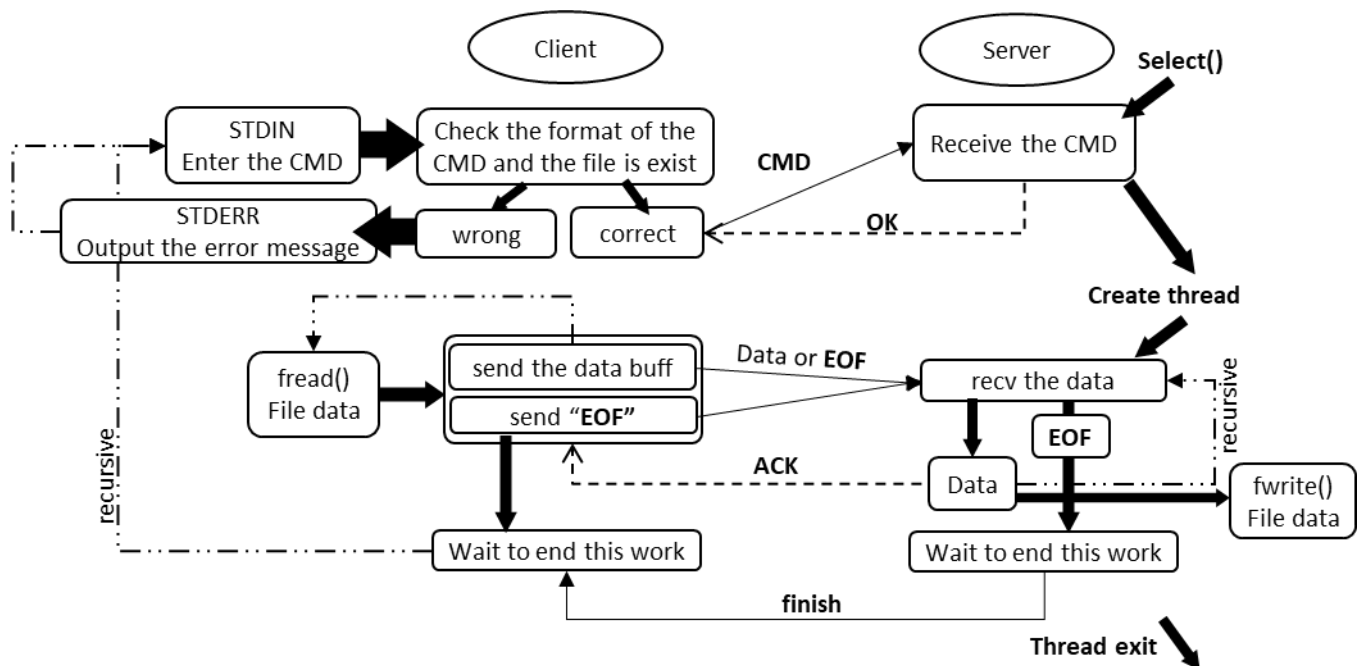 Client
Server
Select()
STDIN
Enter the CMD
Check the format of the
CMD and the file is exist
CMD
Receive the CMD
STDERR
Output the error message
wrong
correct
OK
Create thread
fread()
File data
send the data buff
send “EOF”
Data or EOF
recv the data
recursive
EOF
ACK
Data
fwrite()
File data
recursive
Wait to end this work
Wait to end this work
finish
Thread exit